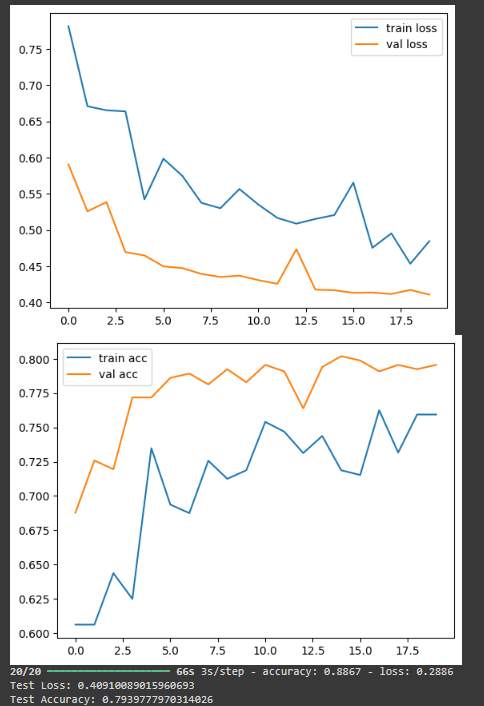 train loss
val loss
0.75
0.70
0.65
0.60
0.55
0.50
0.45
0.40
0.0 2.5 5.0 7.5 10.0 12.5 15.0 17.5
train acc
val acc
0.800
0.775
0.750
0.725
0.700
0.675
0.650
0.625
0.600
0.0 2.5 5.0 7.5 10.0 12.5 15.0 17.5
20/20 ━━━━━━━━━━━━━━━━━━━━ 66s 3s/step - accuracy: 0.8867 - loss: 0.2886
Test Loss: 0.40910089015960693
Test Accuracy: 0.7939777970314026